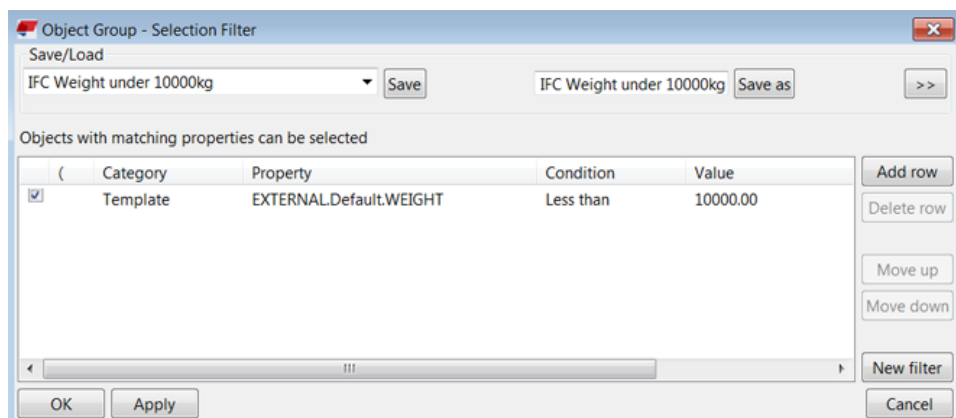 Object Group - Selection Filter
Save/Load
IFC Weight under 10000kg Save IFC Weight under 10000kg Save as >>
Objects with matching properties can be selected
( Category Property Condition Value Add row
Template EXTERNAL.Default.WEIGHT Less than 10000.00
Delete row
Move up
Move down
New filter
OK Apply Cancel